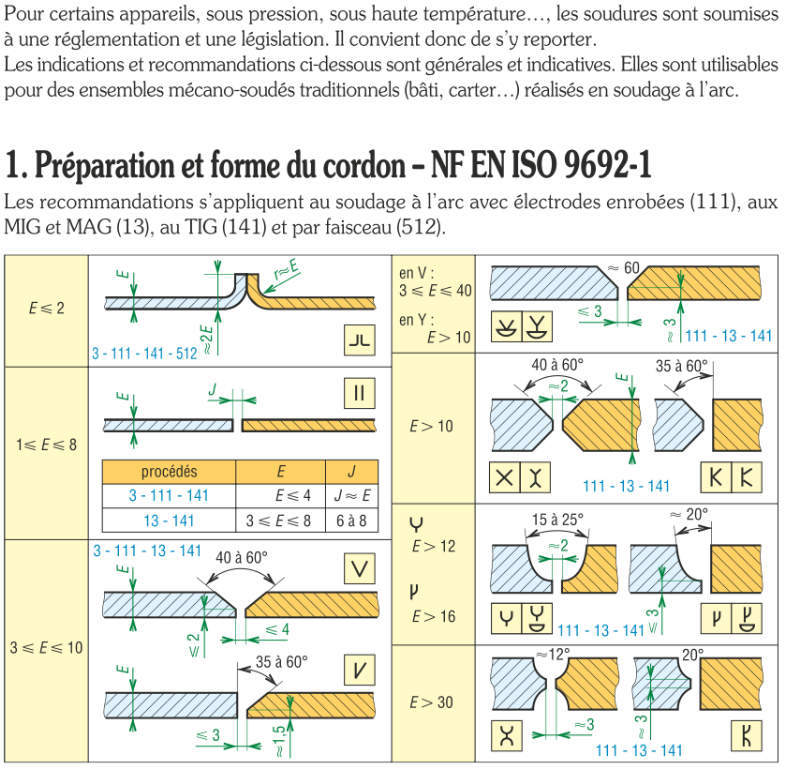 Pour certains appareils, sous pression, sous haute température…, les soudures sont soumises
à une réglementation et une législation. Il convient donc de s’y reporter.
Les indications et recommandations ci-dessous sont générales et indicatives. Elles sont utilisables
pour des ensembles mécano-soudés traditionnels (bâti, carter…) réalisés en soudage à l’arc.
1. Préparation et forme du cordon – NF EN ISO 9692-1
Les recommandations s’appliquent au soudage à l’arc avec électrodes enrobées (111), aux
MIG et MAG (13), au TIG (141) et par faisceau (512).
E ⩽ 2
E
r≈E
≈2E
3 - 111 - 141 - 512
1⩽ E ⩽ 8
E
J
procédés E J
3 - 111 - 141 E ⩽ 4 J ≈ E
13 - 141 3 ⩽ E ⩽ 8 6 à 8
3 ⩽ E ⩽ 10
3 - 111 - 13 - 141
E
40 à 60°
⩽ 2
⩽ 4
E
35 à 60°
⩽ 3
≈1,5
en V :
3 ⩽ E ⩽ 40
en Y :
E > 10
≈ 60
⩽ 3
≈ 3
111 - 13 - 141
E > 10
40 à 60°
≈2
E
35 à 60°
111 - 13 - 141
E > 12
E > 16
15 à 25°
≈2
≈ 20°
⩽ 3
111 - 13 - 141
E > 30
≈12°
≈3
20°
≈ 3
111 - 13 - 141